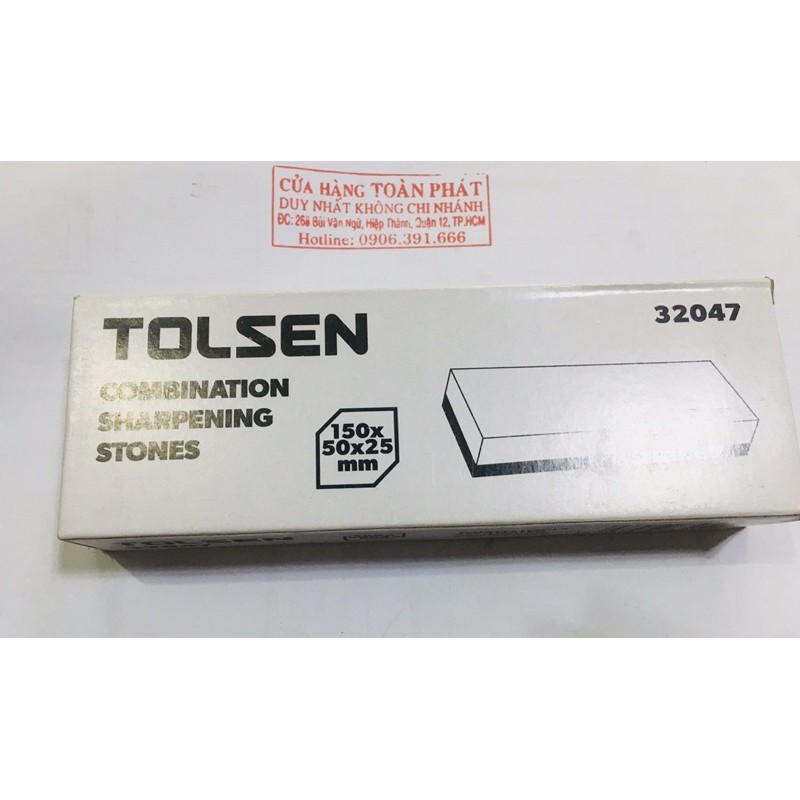 CỬA HÀNG TOÀN PHÁT
DUY NHẤT KHÔNG CHI NHÁNH
ĐC: 26a Bùi Văn Ngữ, Hiệp Thành, Quận 12, TP.HCM
Hotline: 0906.391.666
TOLSEN
32047
COMBINATION
SHARPENING
STONES
150x
50x25
mm
TOLSEN